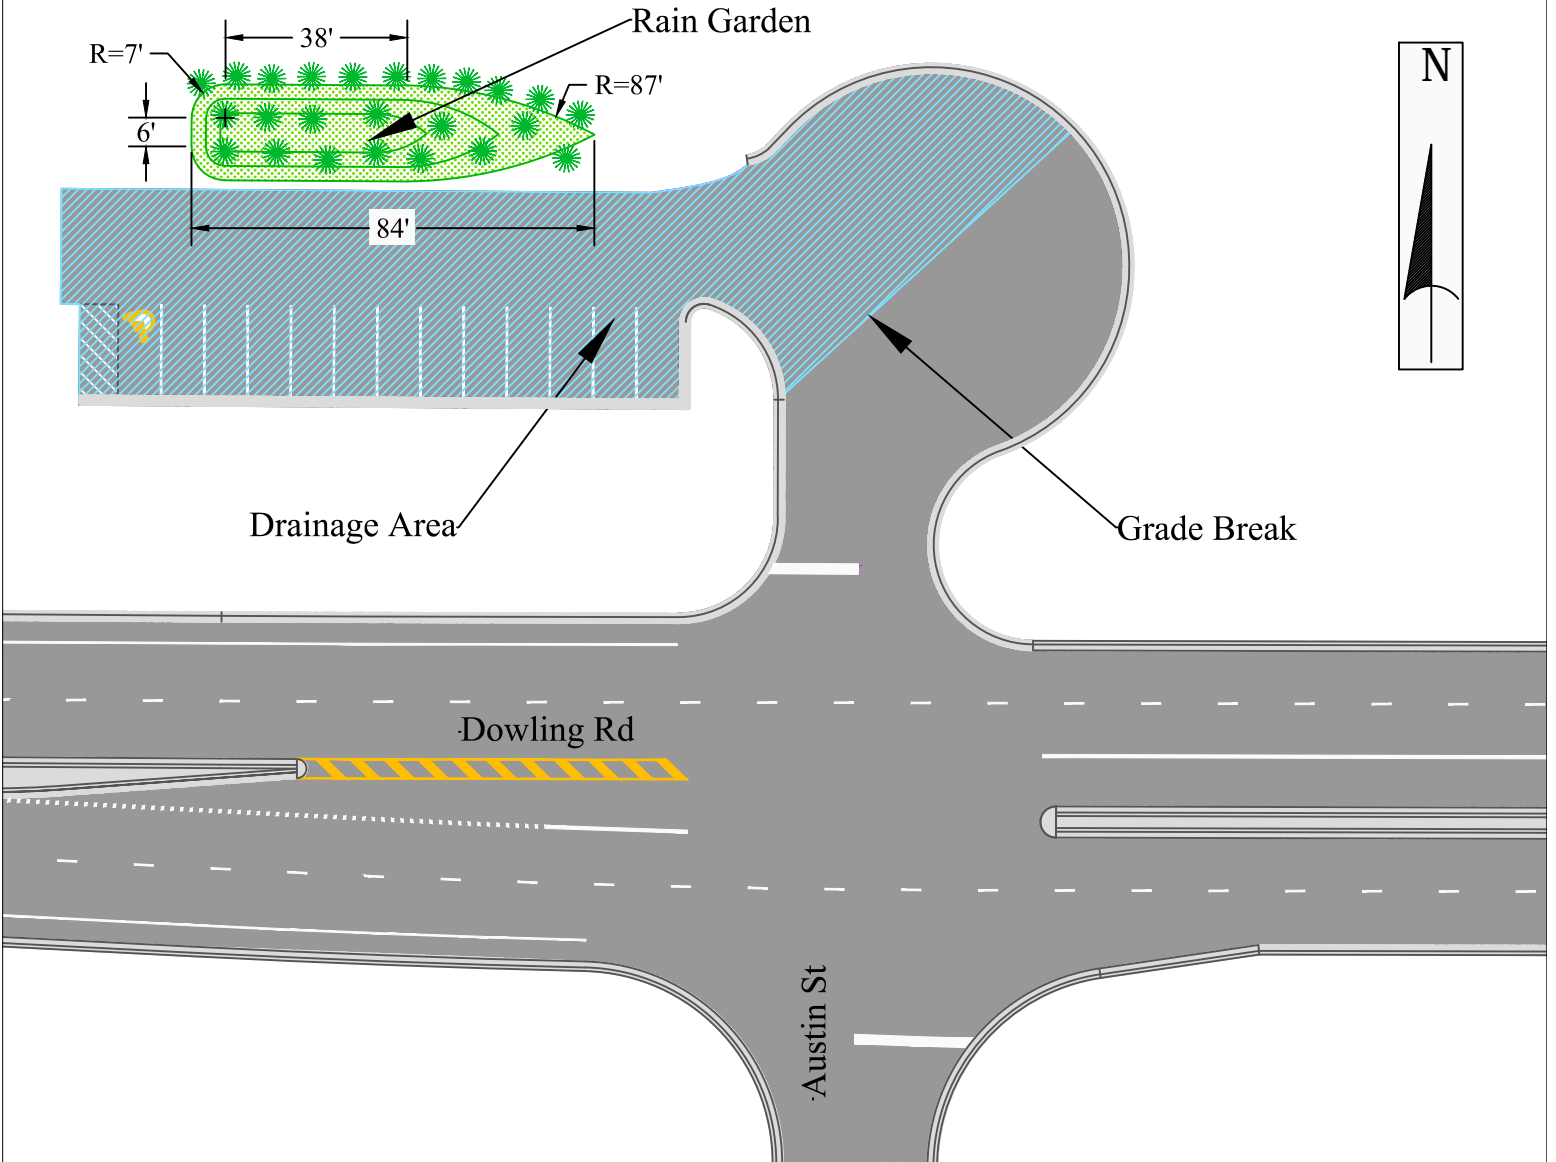 Rain Garden
38'
R=7'
R=87'
6'
84'
N
Drainage Area
Grade Break
Dowling Rd
Austin St